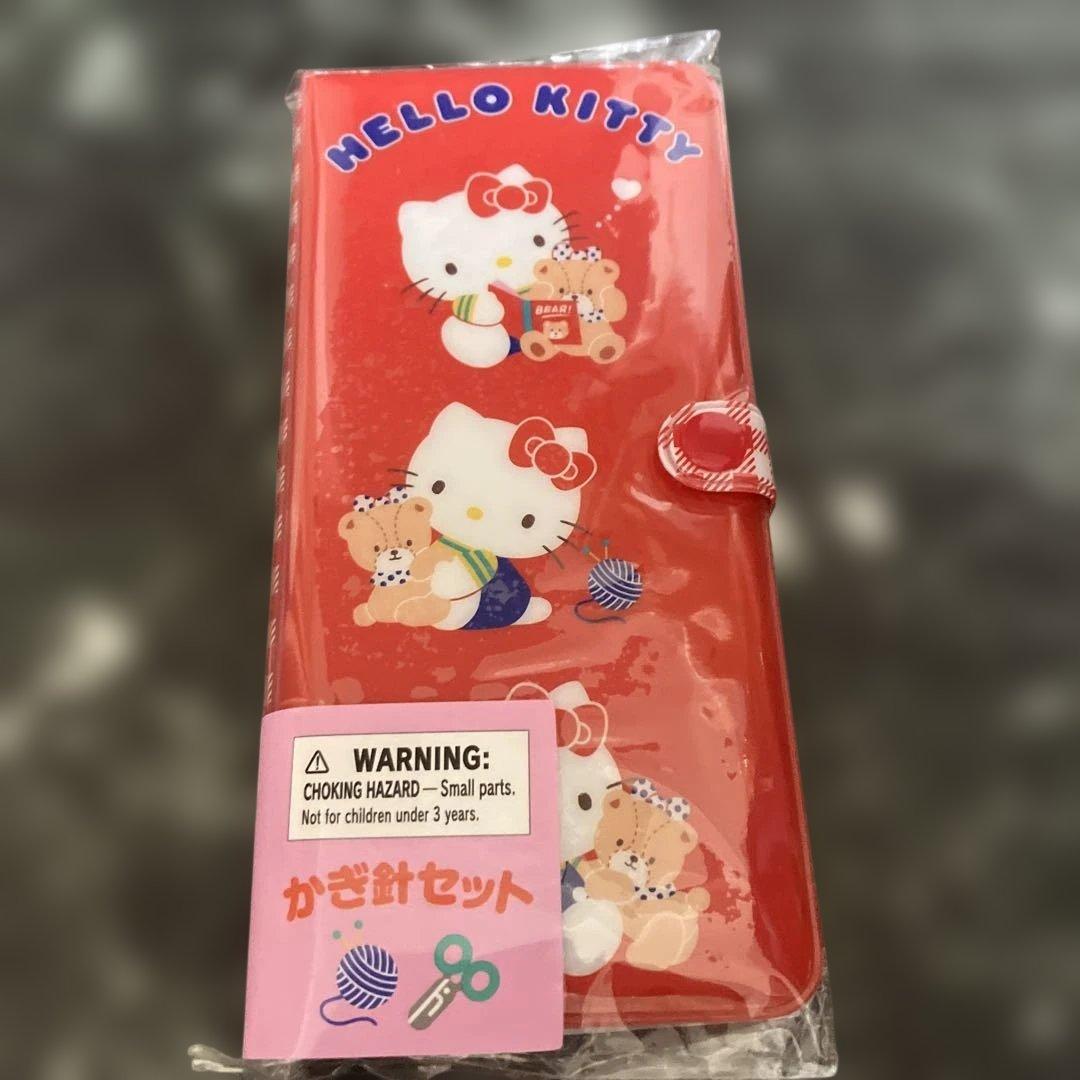 HELLO KITTY
BEAR!
⚠ WARNING:
CHOKING HAZARD — Small parts.
Not for children under 3 years.
かぎ針セット